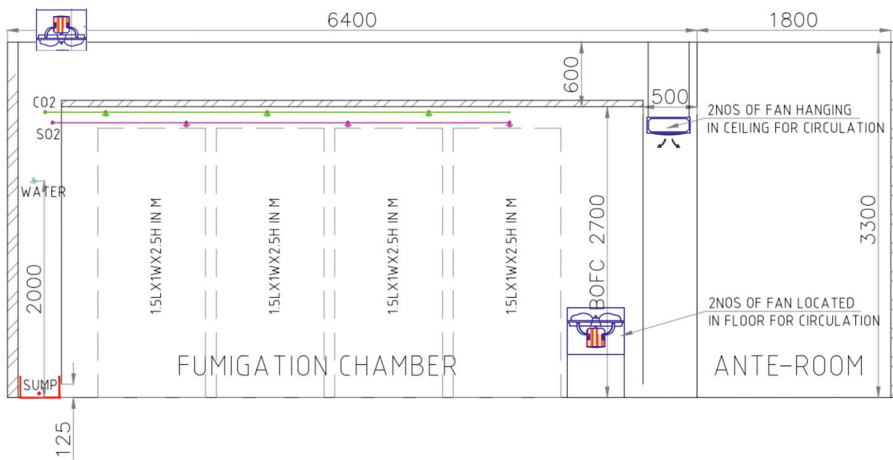 6400
1800
600
500
CO2
SO2
2NOS OF FAN HANGING
IN CEILING FOR CIRCULATION
WATER
1.5LX1WX2.5H IN M
1.5LX1WX2.5H IN M
1.5LX1WX2.5H IN M
1.5LX1WX2.5H IN M
BOFC 2700
3300
2000
2NOS OF FAN LOCATED
IN FLOOR FOR CIRCULATION
FUMIGATION CHAMBER
ANTE-ROOM
SUMP
125